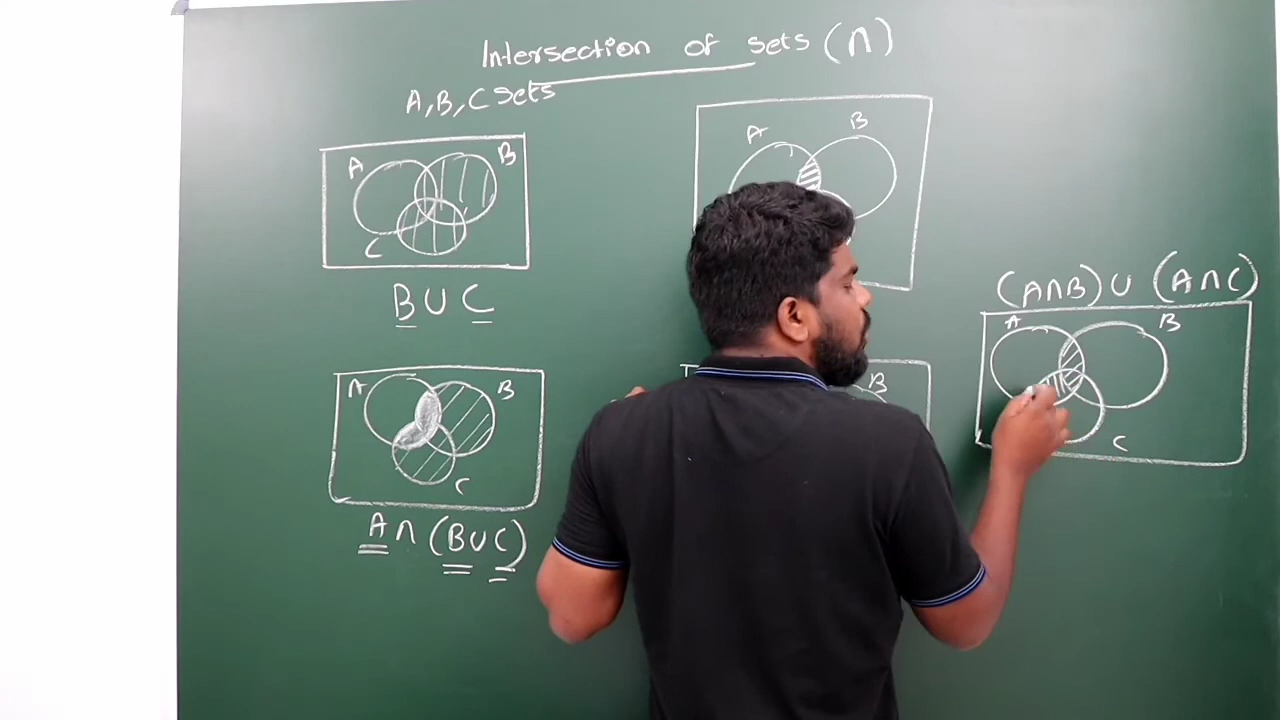 Intersection of sets (∩)
A, B, C sets
A B
C
B ∪ C
A B
C
A ∩ (B ∪ C)
A B
B
(A∩B) ∪ (A∩C)
A B
C